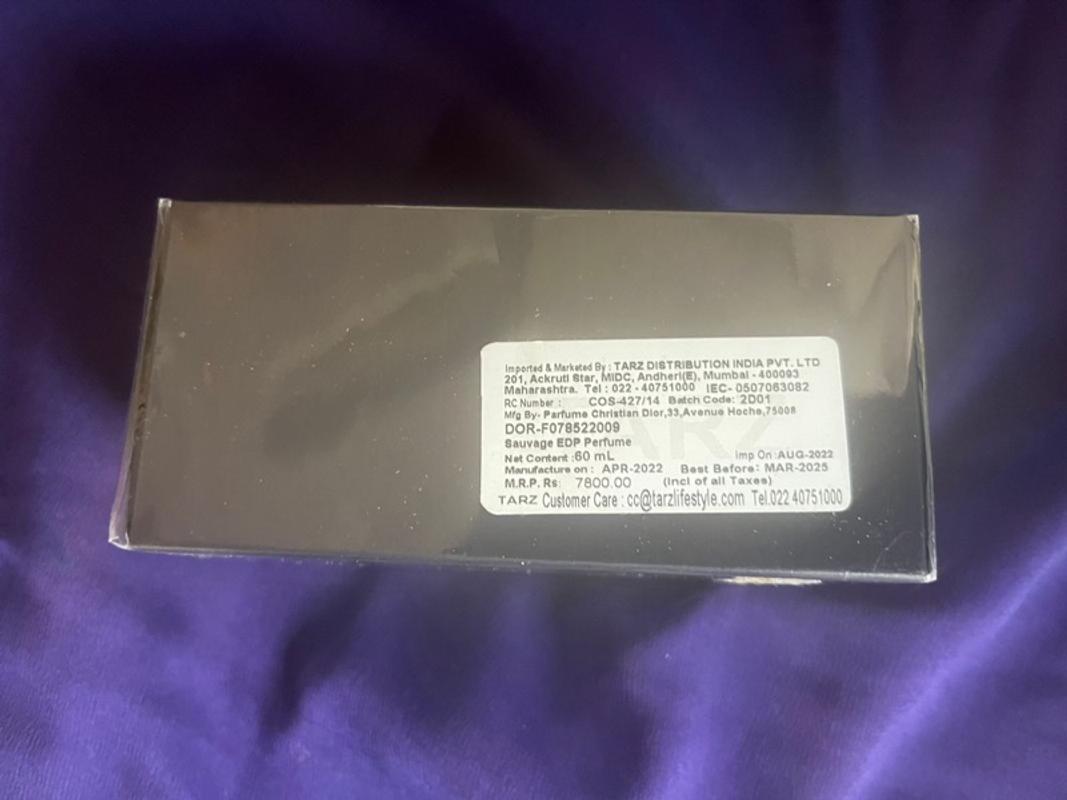 Imported & Marketed By : TARZ DISTRIBUTION INDIA PVT. LTD
201, Ackruti Star, MIDC, Andheri(E), Mumbai - 400093
Maharashtra. Tel : 022 - 40751000 IEC- 0507063082
RC Number : COS-427/14 Batch Code: 2D01
Mfg By- Parfums Christian Dior,33,Avenue Hoche,75008
DOR-F078522009
Sauvage EDP Perfume
Net Content :60 mL Imp On :AUG-2022
Manufacture on : APR-2022 Best Before: MAR-2025
M.R.P. Rs: 7800.00 (Incl of all Taxes)
TARZ Customer Care : cc@tarzlifestyle.com Tel.022 40751000
TARZ